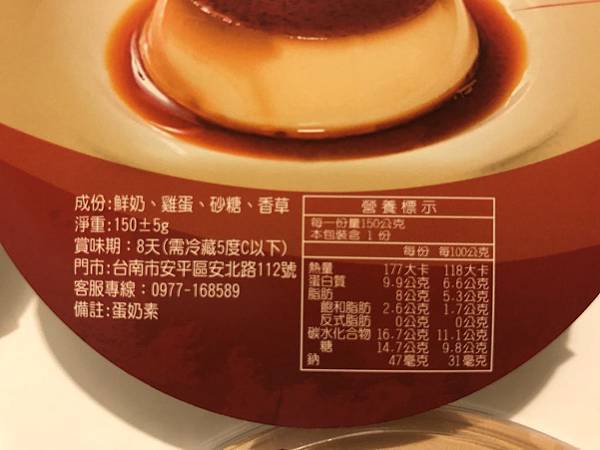 成份:鮮奶、雞蛋、砂糖、香草
淨重:150±5g
賞味期:8天(需冷藏5度C以下)
門市:台南市安平區安北路112號
客服專線:0977-168589
備註:蛋奶素
營養標示
每一份量150公克
本包裝含 1 份
每份 每100公克
熱量 177大卡 118大卡
蛋白質 9.9公克 6.6公克
脂肪 8公克 5.3公克
飽和脂肪 2.6公克 1.7公克
反式脂肪 0公克 0公克
碳水化合物 16.7公克 11.1公克
糖 14.7公克 9.8公克
鈉 47毫克 31毫克